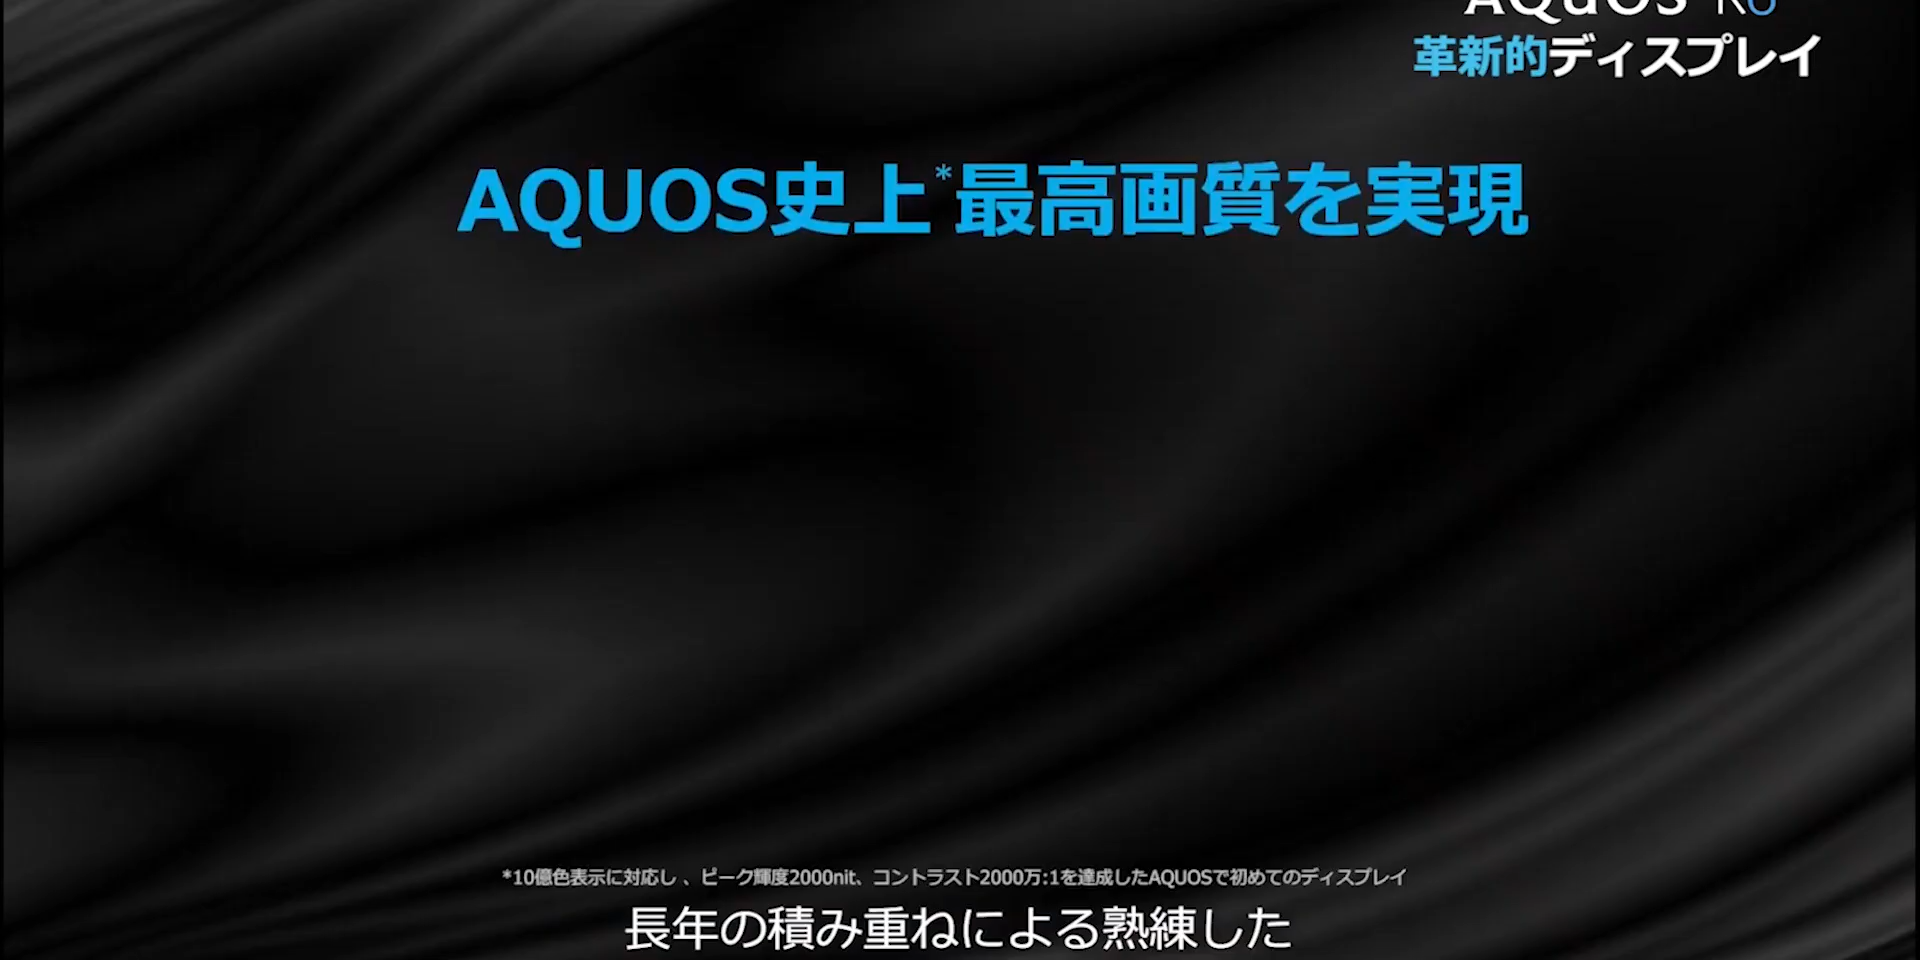 AQUOS R6
革新的ディスプレイ
AQUOS史上*最高画質を実現
*10億色表示に対応し、ピーク輝度2000nit、コントラスト2000万:1を達成したAQUOSで初めてのディスプレイ
長年の積み重ねによる熟練した